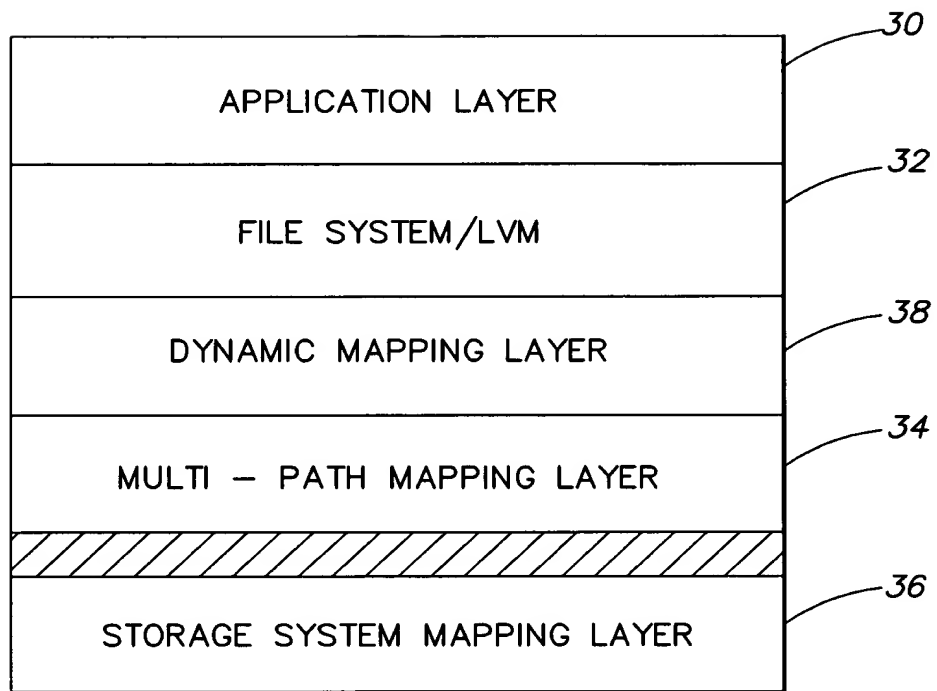 30
APPLICATION LAYER
32
FILE SYSTEM/LVM
38
DYNAMIC MAPPING LAYER
34
MULTI – PATH MAPPING LAYER
36
STORAGE SYSTEM MAPPING LAYER